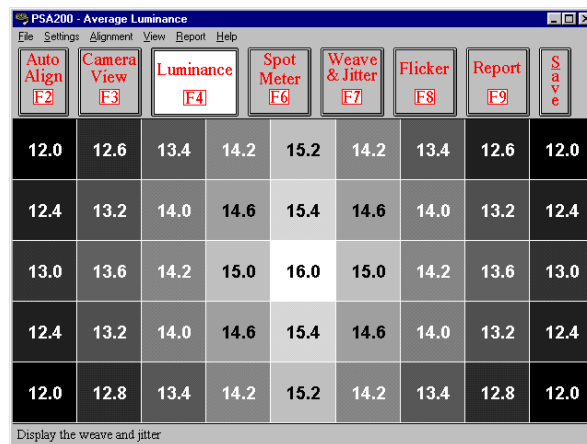 PSA200 - Average Luminance
File Settings Alignment View Report Help
Auto Align F2
Camera View F3
Luminance F4
Spot Meter F6
Weave & Jitter F7
Flicker F8
Report F9
Save
12.0 12.6 13.4 14.2 15.2 14.2 13.4 12.6 12.0
12.4 13.2 14.0 14.6 15.4 14.6 14.0 13.2 12.4
13.0 13.6 14.2 15.0 16.0 15.0 14.2 13.6 13.0
12.4 13.2 14.0 14.6 15.4 14.6 14.0 13.2 12.4
12.0 12.8 13.4 14.2 15.2 14.2 13.4 12.8 12.0
Display the weave and jitter